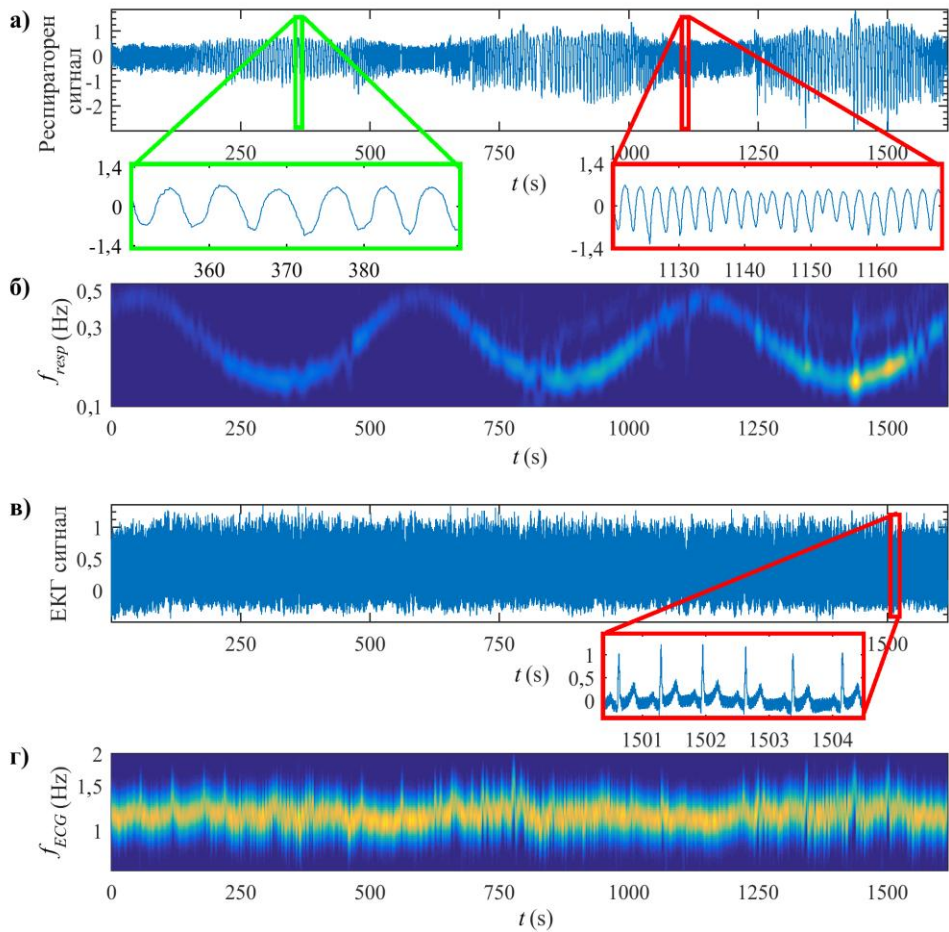 а)
Респираторен сигнал
1
0
-1
-2
250 500 750 1000 1250 1500
t (s)
1,4
0
-1,4
360 372 380
1,4
0
-1,4
1130 1140 1150 1160
б)
f_resp (Hz)
0,5
0,3
0,1
0 250 500 750 1000 1250 1500
t (s)
в)
ЕКГ сигнал
1
0,5
0
250 500 750 1000 1250 1500
t (s)
1
0,5
0
1501 1502 1503 1504
г)
f_ECG (Hz)
2
1,5
1
0 250 500 750 1000 1250 1500
t (s)